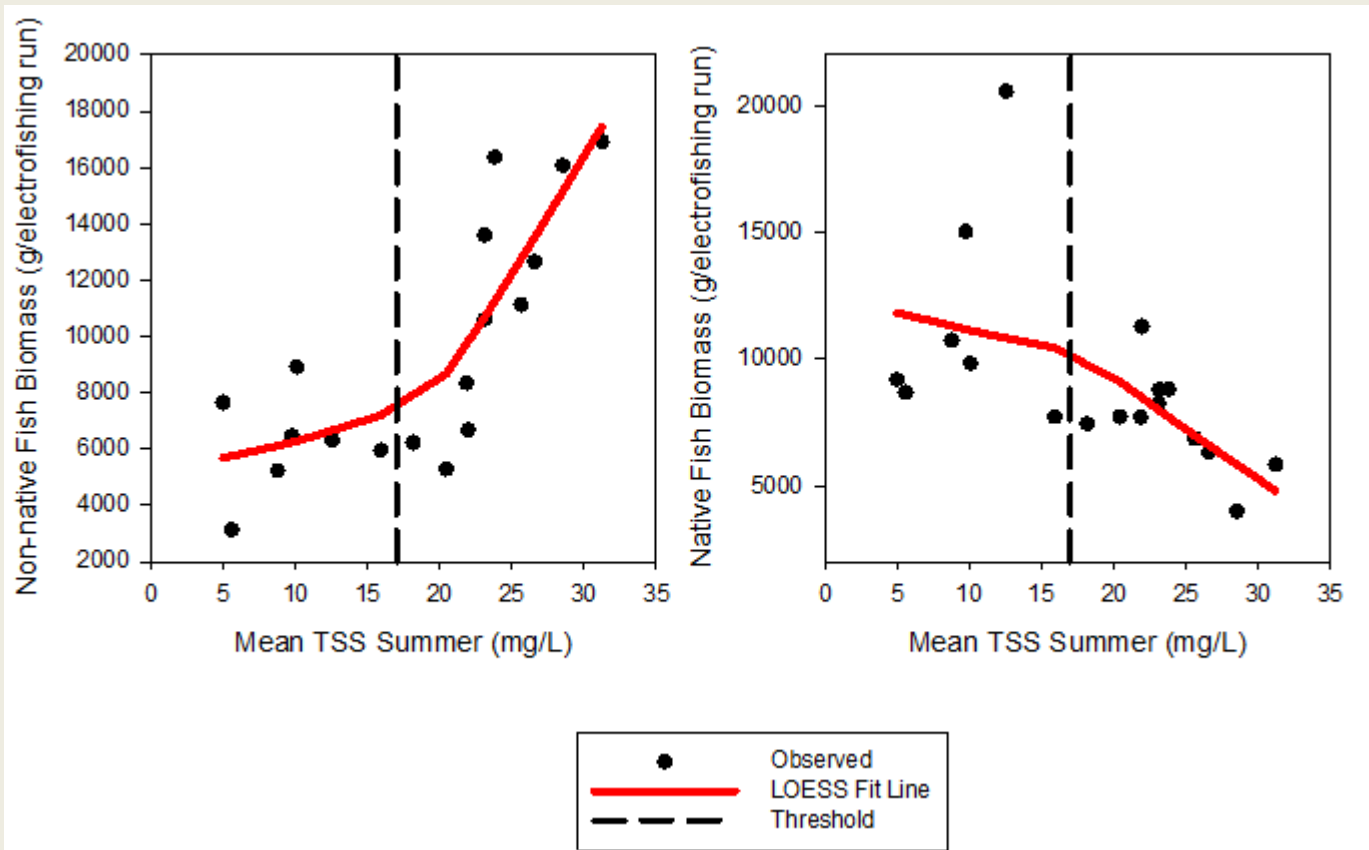 Non-native Fish Biomass (g/electrofishing run)
20000
18000
16000
14000
12000
10000
8000
6000
4000
2000
0 5 10 15 20 25 30 35
Mean TSS Summer (mg/L)
Native Fish Biomass (g/electrofishing run)
20000
15000
10000
5000
0 5 10 15 20 25 30 35
Mean TSS Summer (mg/L)
Observed
LOESS Fit Line
Threshold